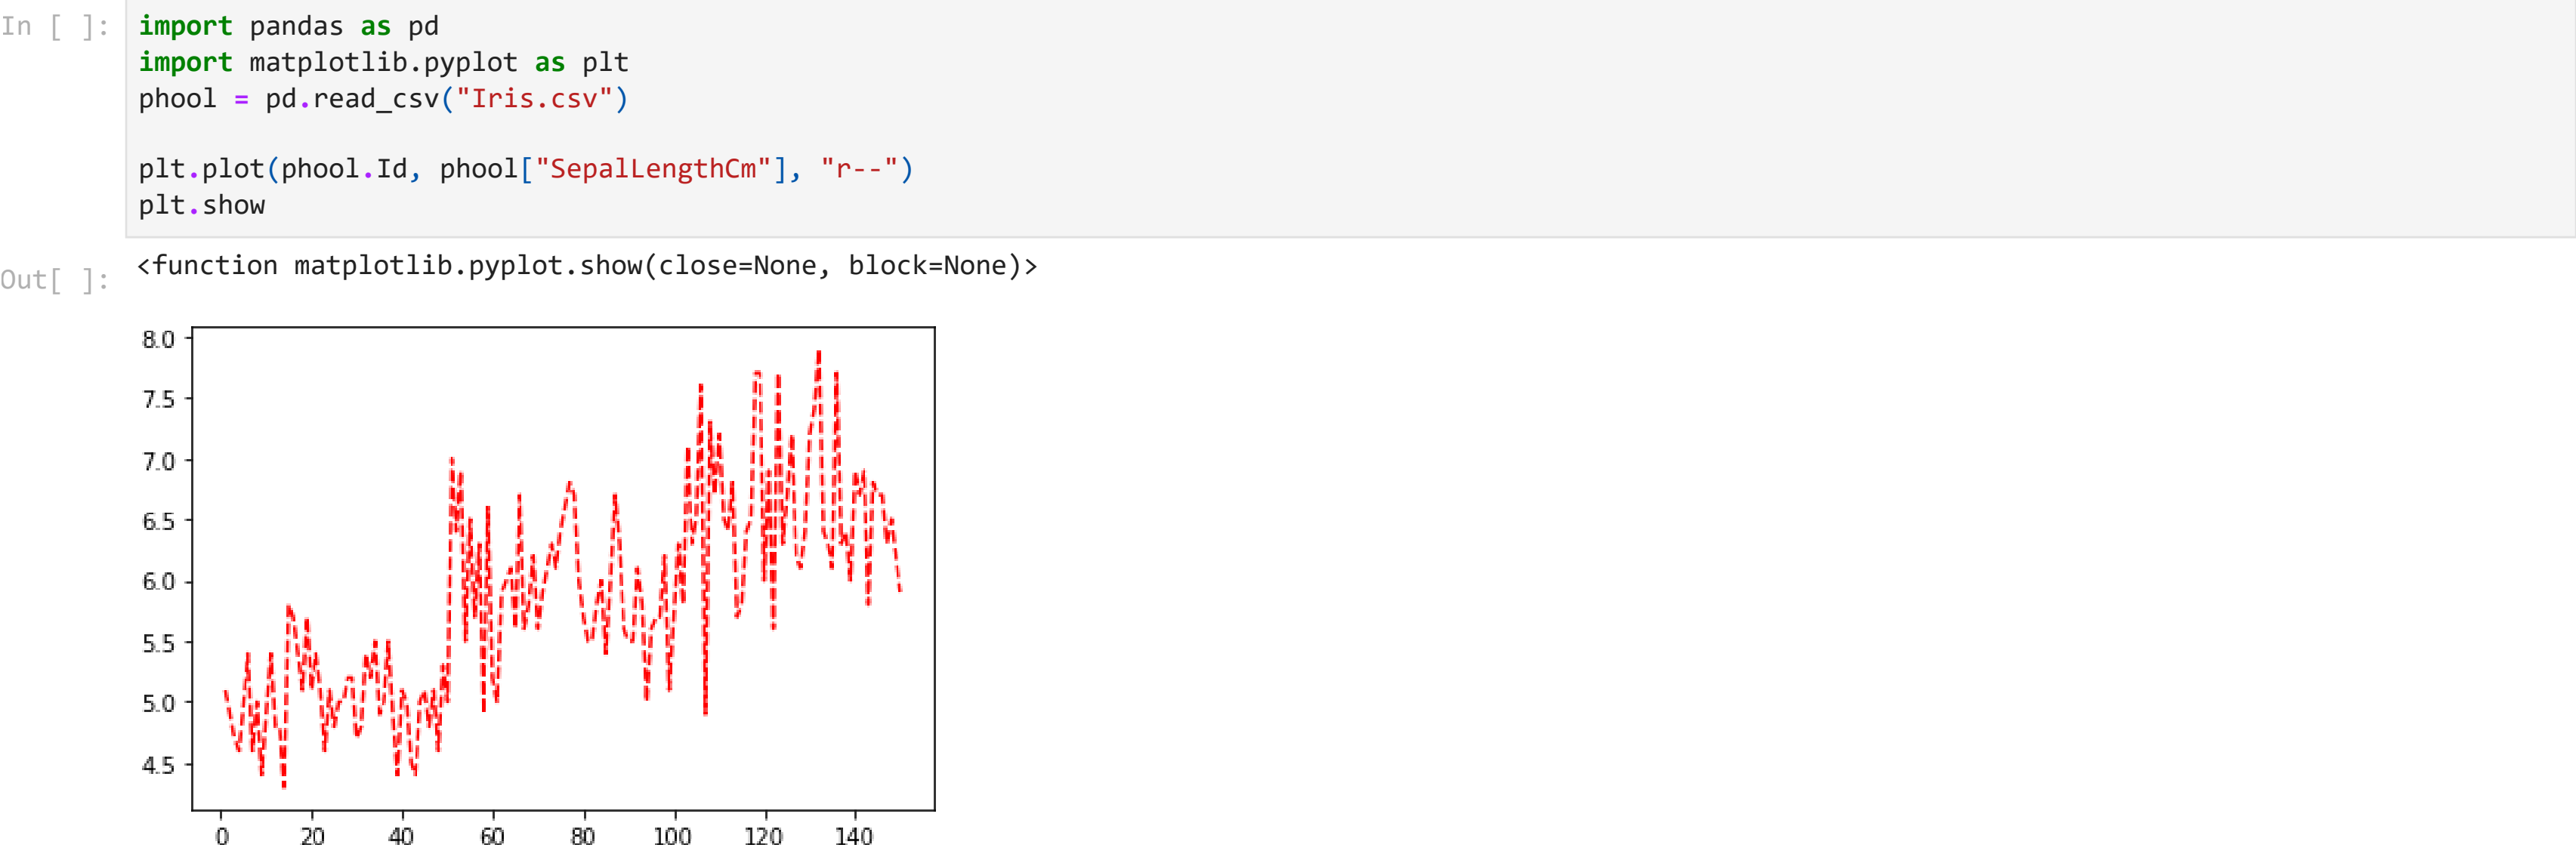 In [ ]: import pandas as pd
import matplotlib.pyplot as plt
phool = pd.read_csv("Iris.csv")
plt.plot(phool.Id, phool["SepalLengthCm"], "r--")
plt.show
Out[ ]: <function matplotlib.pyplot.show(close=None, block=None)>
8.0
7.5
7.0
6.5
6.0
5.5
5.0
4.5
0 20 40 60 80 100 120 140